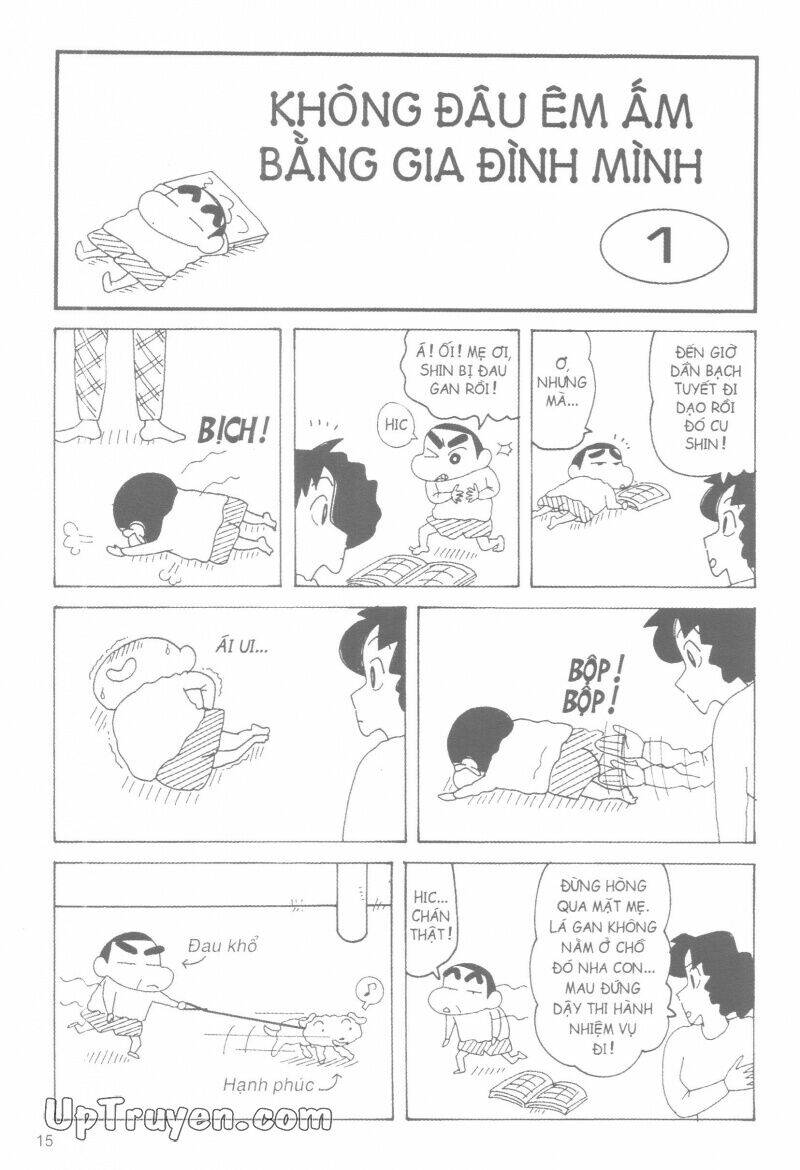 KHÔNG ĐÂU ÊM ẤM
BẰNG GIA ĐÌNH MÌNH
1
ĐẾN GIỜ
DẪN BẠCH
TUYẾT ĐI
DẠO RỒI
ĐÓ CU
SHIN!
Ơ,
NHƯNG
MÀ...
Á! ỐI! MẸ ƠI,
SHIN BỊ ĐAU
GAN RỒI!
HIC
BỊCH!
BỘP!
BỘP!
ÁI UI...
ĐỪNG HÒNG
QUA MẶT MẸ.
LÁ GAN KHÔNG
NẰM Ở CHỖ
ĐÓ NHA CON...
MAU ĐỨNG
DẬY THI HÀNH
NHIỆM VỤ
ĐI!
HIC...
CHÁN
THẬT!
Đau khổ
Hạnh phúc
UpTruyen.com
15